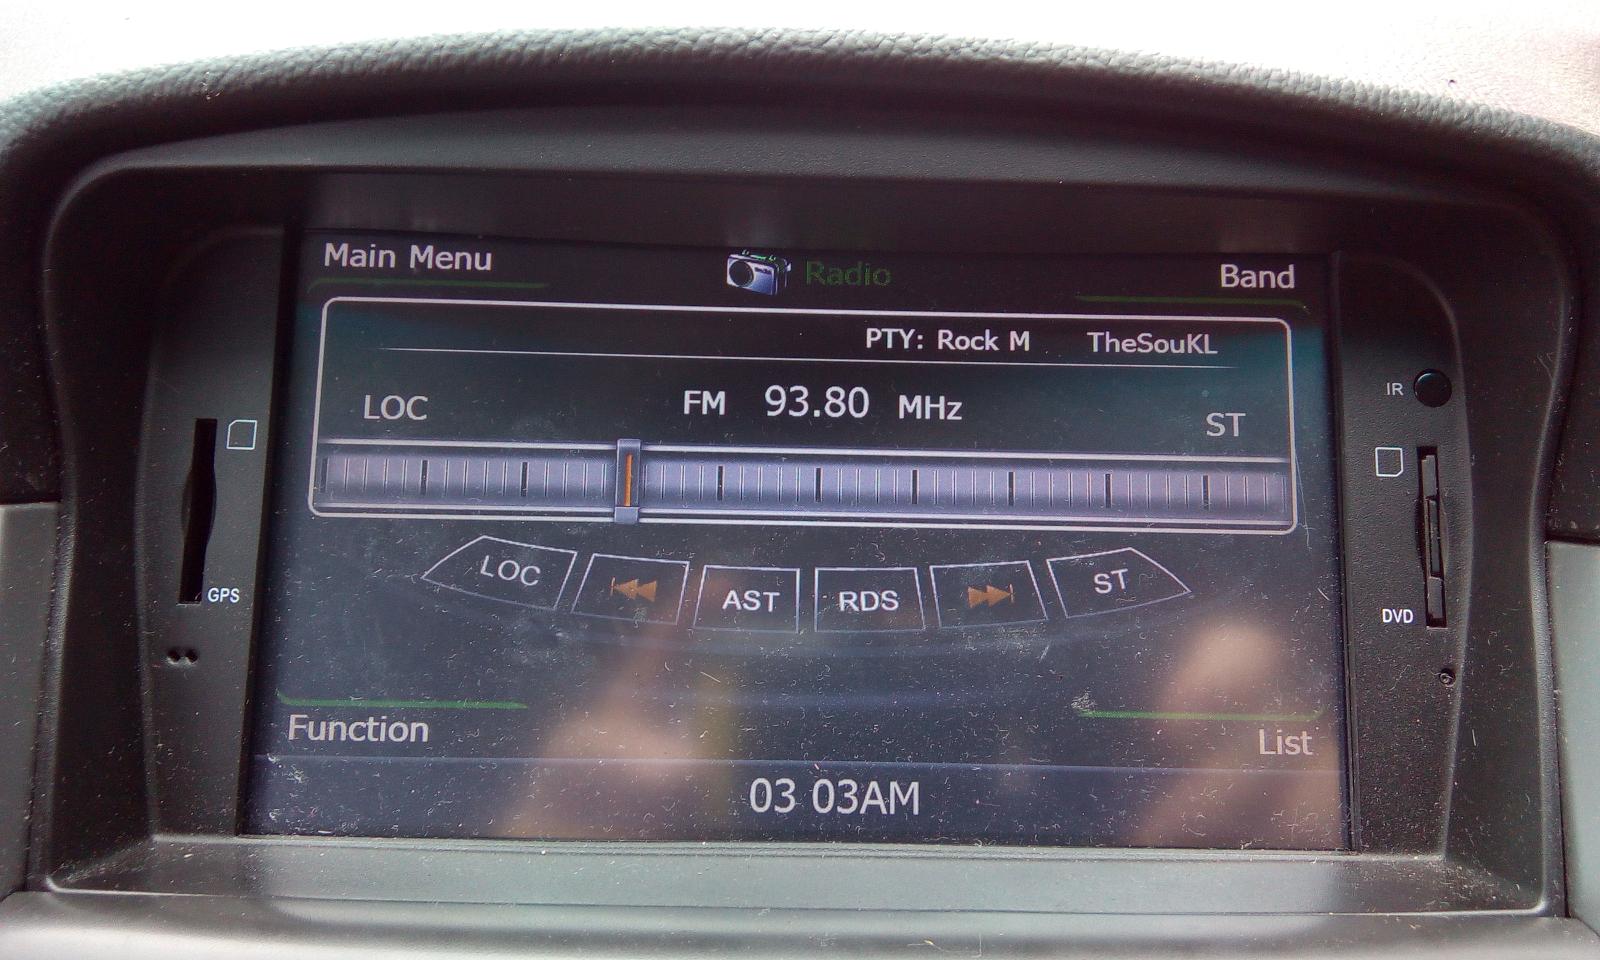 Main Menu
Radio
Band
PTY: Rock M
TheSouKL
LOC
FM 93.80 MHz
ST
IR
LOC
AST
RDS
ST
GPS
DVD
Function
List
03 03AM